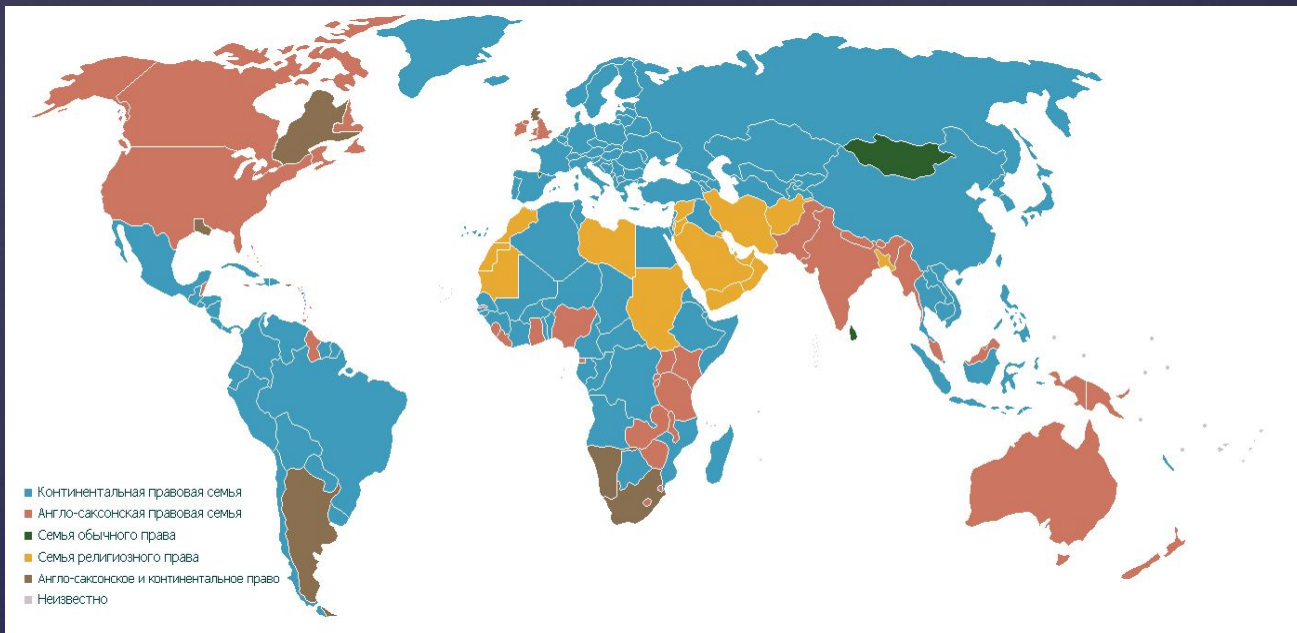 Континентальная правовая семья
Англо-саксонская правовая семья
Семья обычного права
Семья религиозного права
Англо-саксонское и континентальное право
Неизвестно